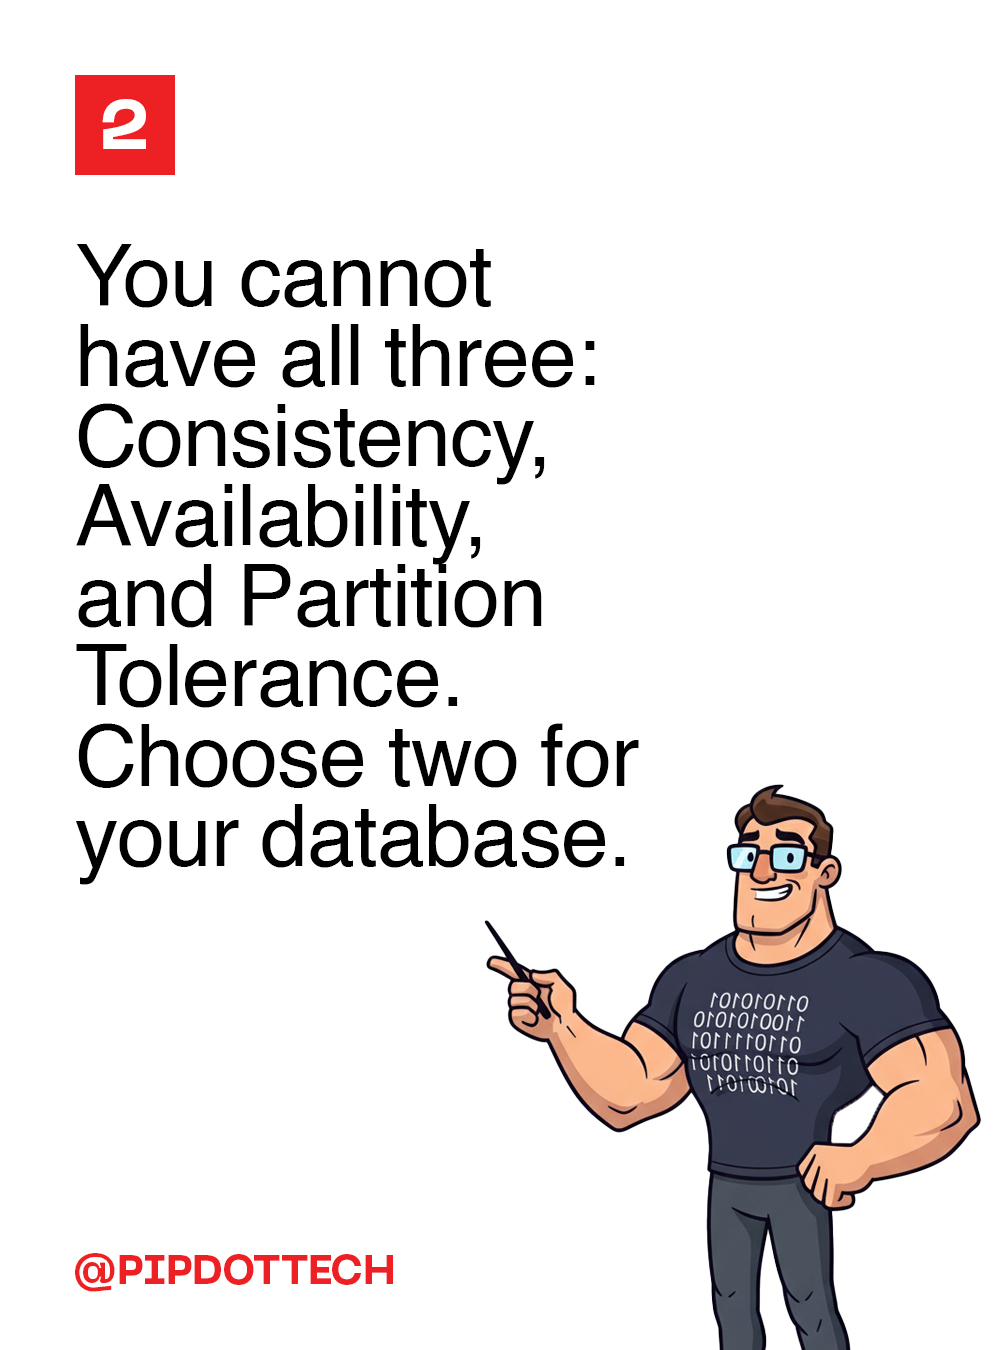 2
You cannot
have all three:
Consistency,
Availability,
and Partition
Tolerance.
Choose two for
your database.
@PIPDOTTECH